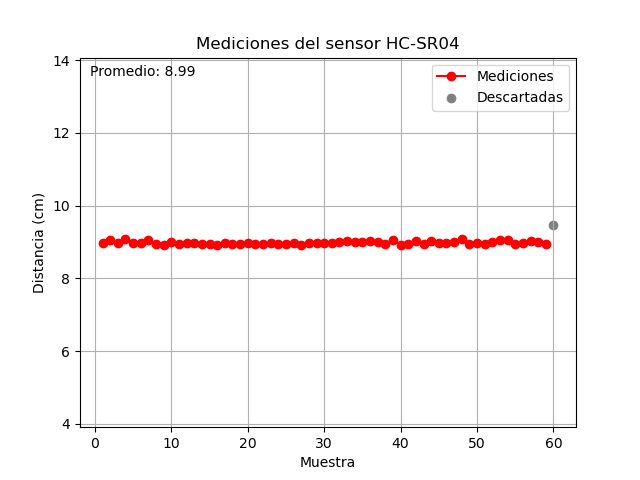 Mediciones del sensor HC-SR04
Promedio: 8.99
Mediciones
Descartadas
Distancia (cm)
14
12
10
8
6
4
0 10 20 30 40 50 60
Muestra